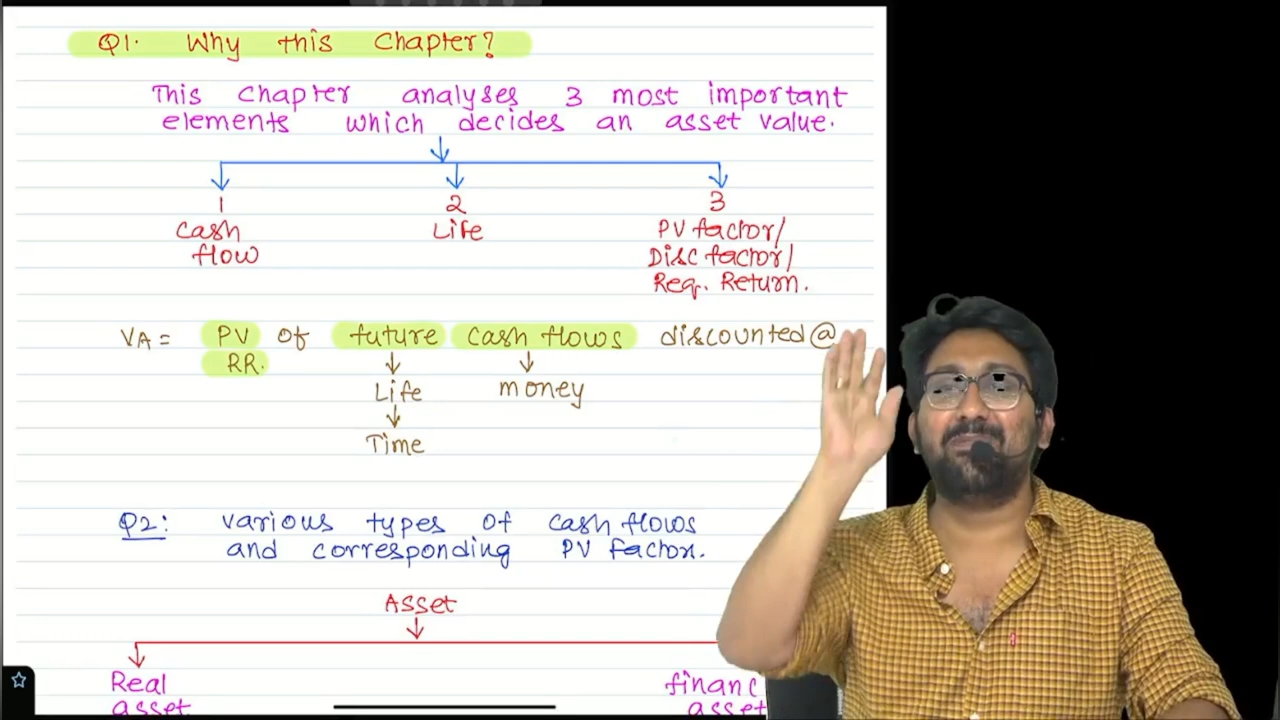 Q1. Why this Chapter?
This chapter analyses 3 most important
elements which decides an asset value.
1 2 3
Cash Life PV factor/
flow Disc factor/
Req. Return.
VA = PV of future cash flows discounted@
RR.
Life money
Time
Q2: various types of cash flows
and corresponding PV factor.
Asset
Real financ
asset asset